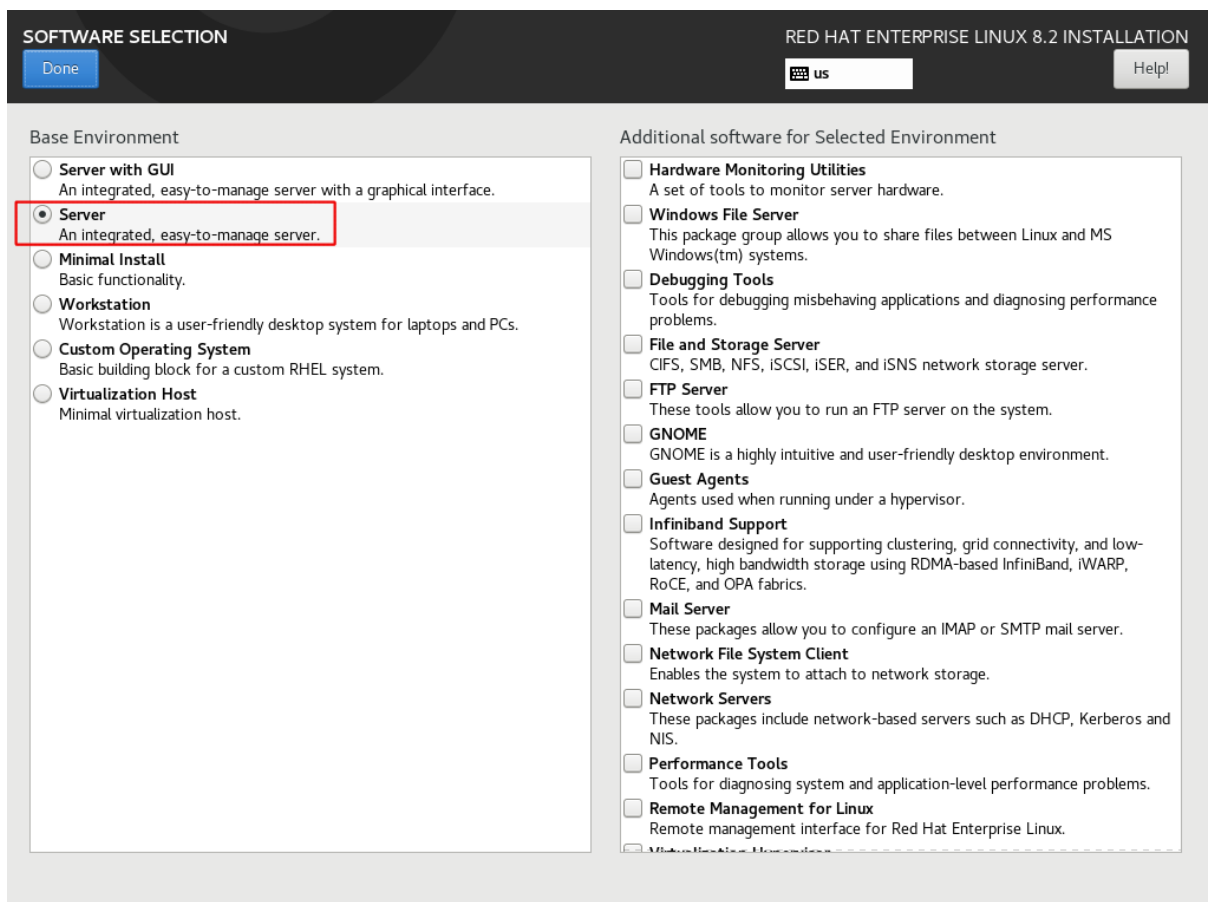 SOFTWARE SELECTION
Done
RED HAT ENTERPRISE LINUX 8.2 INSTALLATION
us
Help!
Base Environment
Server with GUI
An integrated, easy-to-manage server with a graphical interface.
Server
An integrated, easy-to-manage server.
Minimal Install
Basic functionality.
Workstation
Workstation is a user-friendly desktop system for laptops and PCs.
Custom Operating System
Basic building block for a custom RHEL system.
Virtualization Host
Minimal virtualization host.
Additional software for Selected Environment
Hardware Monitoring Utilities
A set of tools to monitor server hardware.
Windows File Server
This package group allows you to share files between Linux and MS
Windows(tm) systems.
Debugging Tools
Tools for debugging misbehaving applications and diagnosing performance
problems.
File and Storage Server
CIFS, SMB, NFS, iSCSI, iSER, and iSNS network storage server.
FTP Server
These tools allow you to run an FTP server on the system.
GNOME
GNOME is a highly intuitive and user-friendly desktop environment.
Guest Agents
Agents used when running under a hypervisor.
Infiniband Support
Software designed for supporting clustering, grid connectivity, and low-
latency, high bandwidth storage using RDMA-based InfiniBand, iWARP,
RoCE, and OPA fabrics.
Mail Server
These packages allow you to configure an IMAP or SMTP mail server.
Network File System Client
Enables the system to attach to network storage.
Network Servers
These packages include network-based servers such as DHCP, Kerberos and
NIS.
Performance Tools
Tools for diagnosing system and application-level performance problems.
Remote Management for Linux
Remote management interface for Red Hat Enterprise Linux.